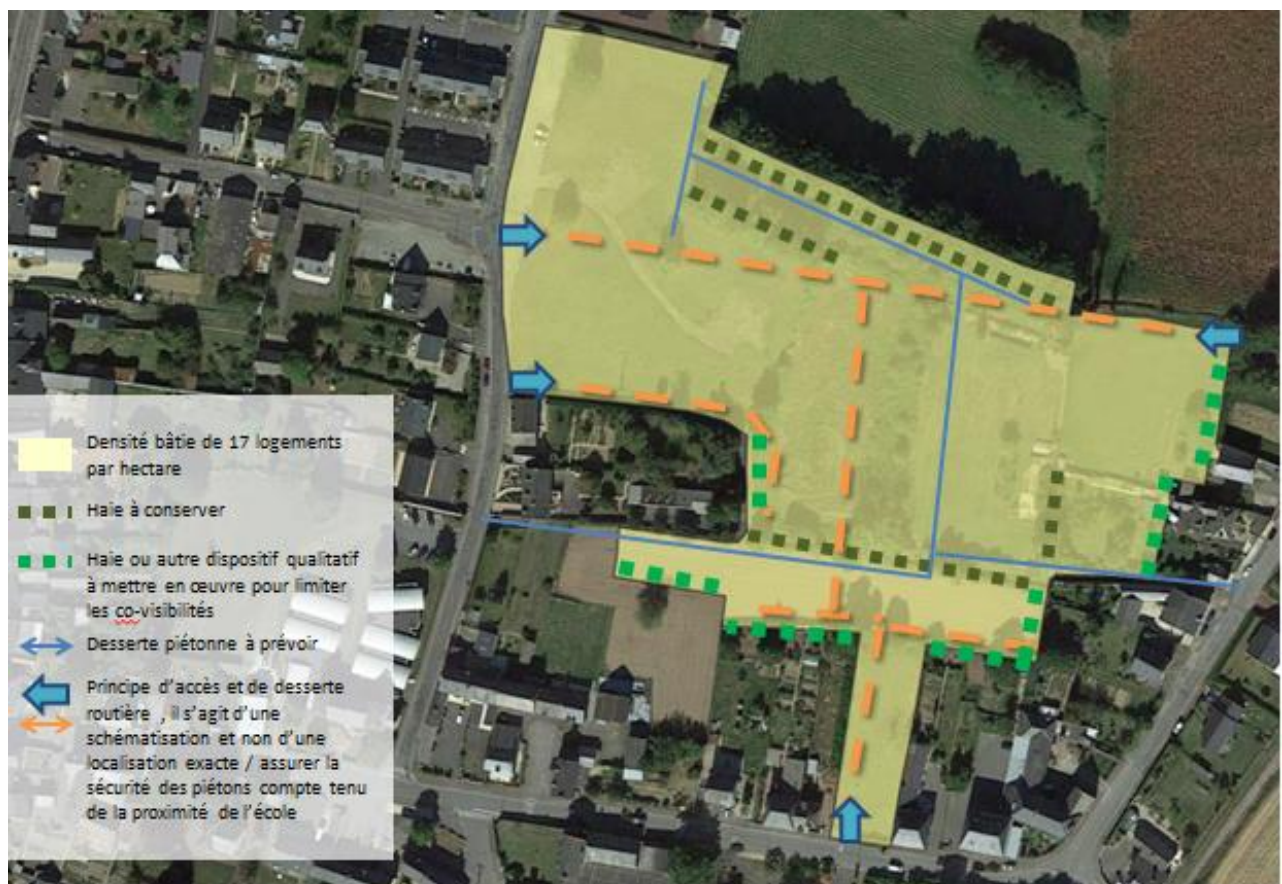 Densité bâtie de 17 logements
par hectare
Haie à conserver
Haie ou autre dispositif qualitatif
à mettre en œuvre pour limiter
les co-visibilités
Desserte piétonne à prévoir
Principe d'accès et de desserte
routière , il s'agit d'une
schématisation et non d'une
localisation exacte / assurer la
sécurité des piétons compte tenu
de la proximité de l'école